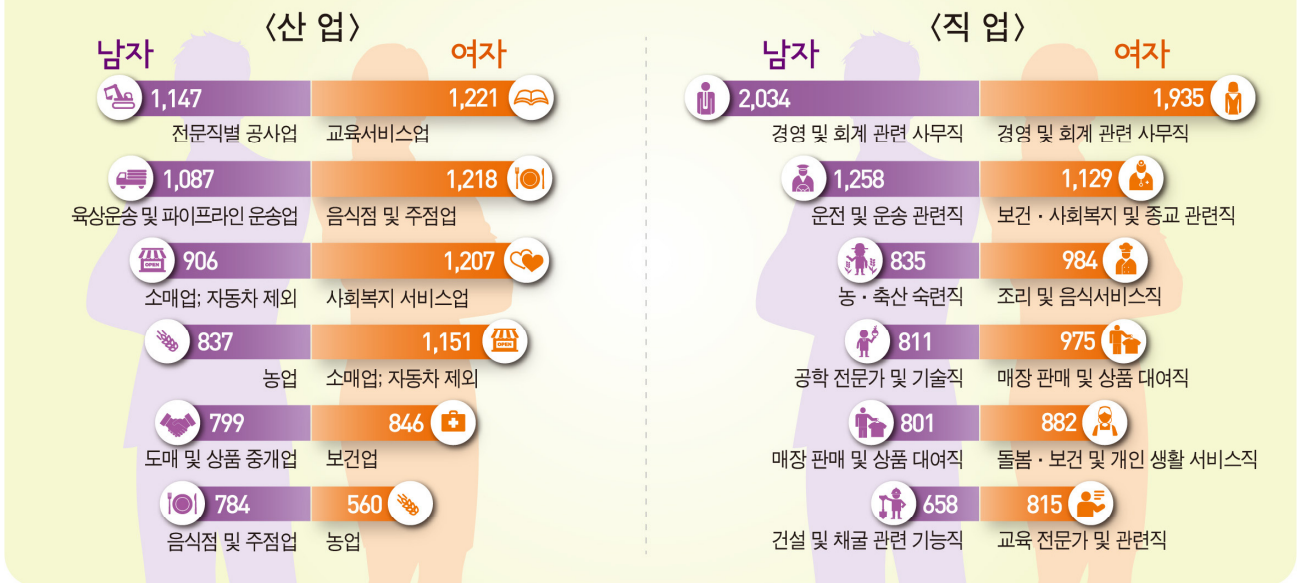 <산 업>
남자 여자
1,147 1,221
전문직별 공사업 교육서비스업
1,087 1,218
육상운송 및 파이프라인 운송업 음식점 및 주점업
OPEN 906 1,207
소매업; 자동차 제외 사회복지 서비스업
837 1,151 OPEN
농업 소매업; 자동차 제외
799 846
도매 및 상품 중개업 보건업
784 560
음식점 및 주점업 농업
<직 업>
남자 여자
2,034 1,935
경영 및 회계 관련 사무직 경영 및 회계 관련 사무직
1,258 1,129
운전 및 운송 관련직 보건 · 사회복지 및 종교 관련직
835 984
농 · 축산 숙련직 조리 및 음식서비스직
811 975
공학 전문가 및 기술직 매장 판매 및 상품 대여직
801 882
매장 판매 및 상품 대여직 돌봄 · 보건 및 개인 생활 서비스직
658 815
건설 및 채굴 관련 기능직 교육 전문가 및 관련직